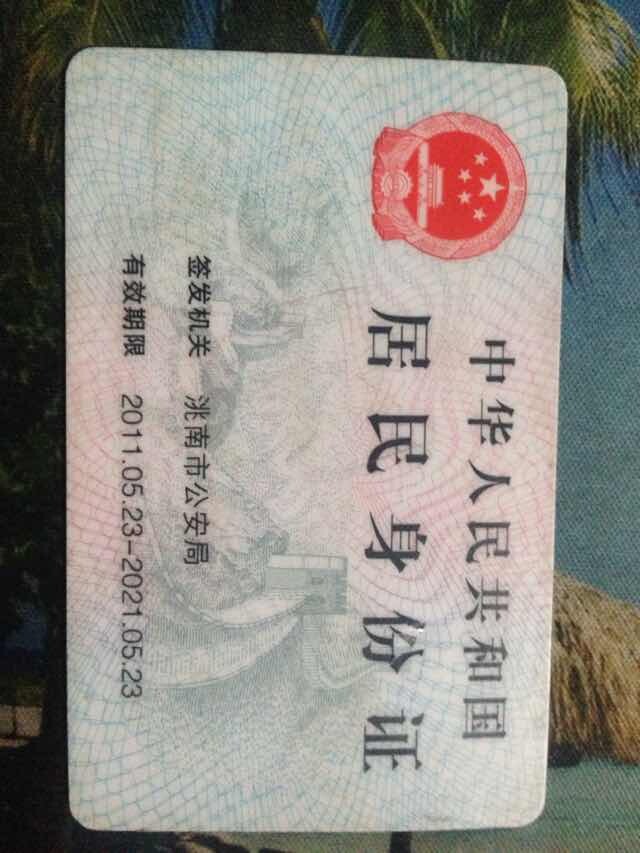 中华人民共和国
居民身份证
签发机关 洮南市公安局
有效期限 2011.05.23-2021.05.23